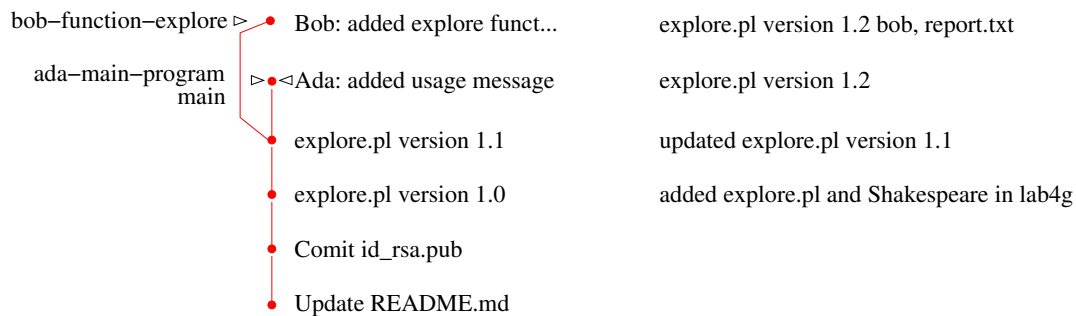 bob−function−explore Bob: added explore funct... explore.pl version 1.2 bob, report.txt
ada−main−program Ada: added usage message explore.pl version 1.2
main
explore.pl version 1.1 updated explore.pl version 1.1
explore.pl version 1.0 added explore.pl and Shakespeare in lab4g
Comit id_rsa.pub
Update README.md